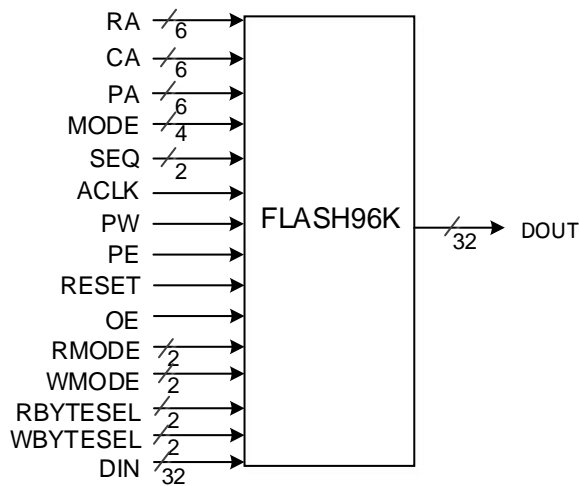 RA 6
CA 6
PA 6
MODE 4
SEQ 2
ACLK
PW
PE
RESET
OE
RMODE 2
WMODE 2
RBYTESEL 2
WBYTESEL 2
DIN 32
FLASH96K
32 DOUT